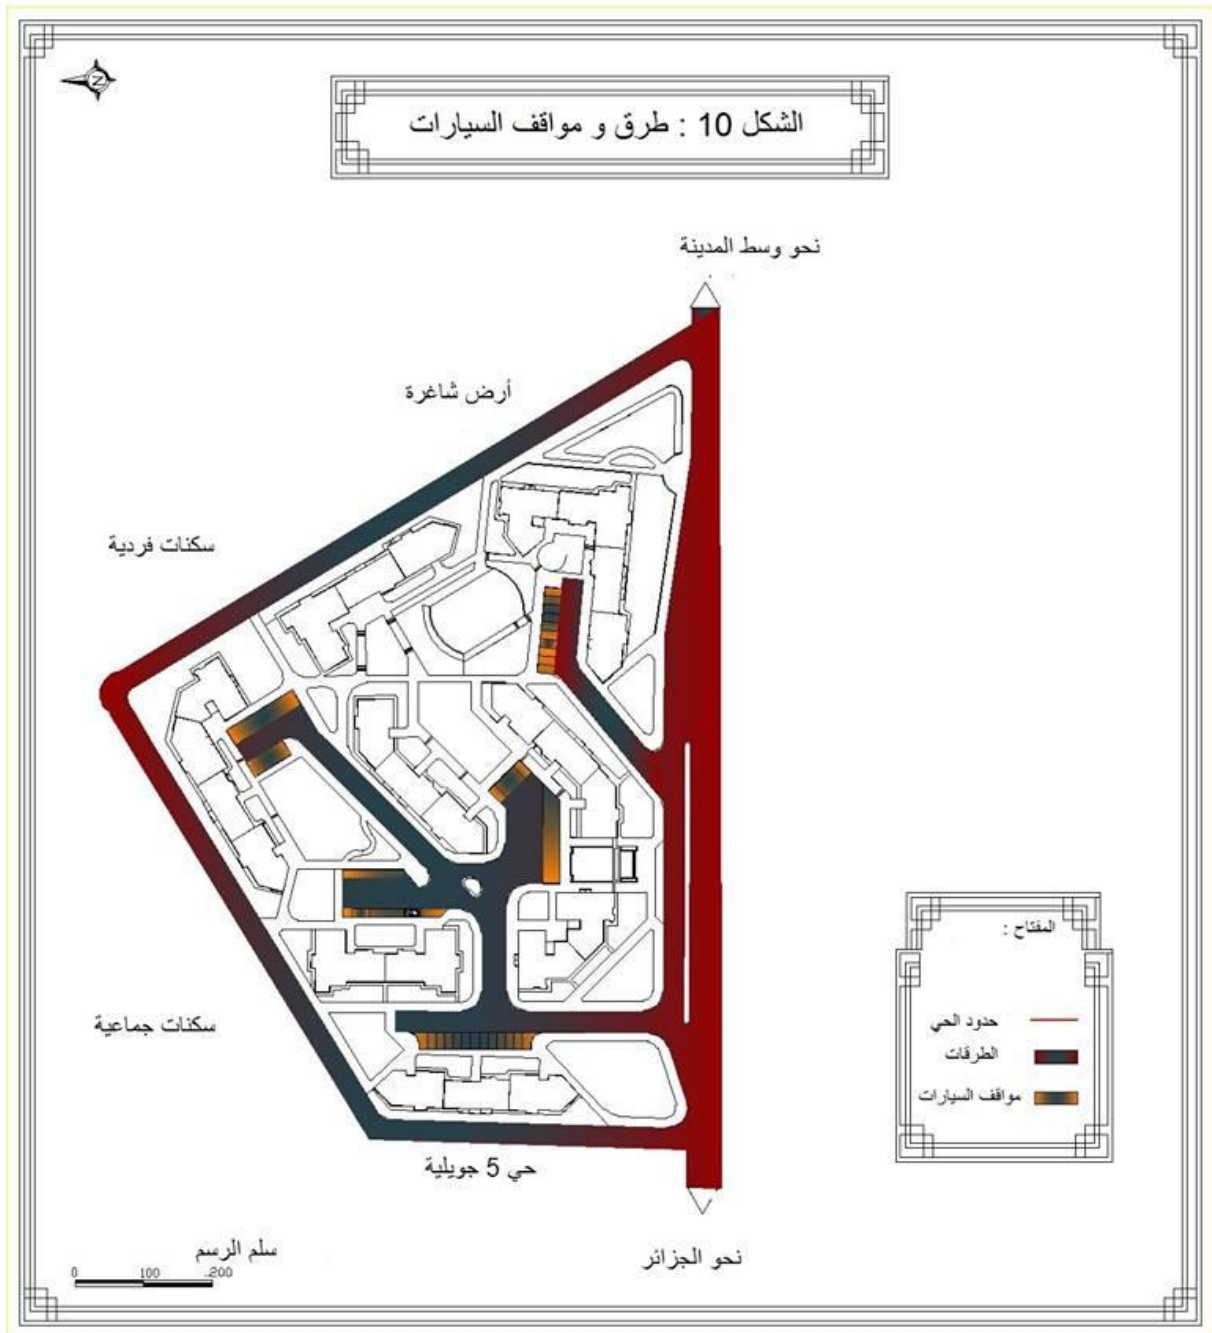 N
الشكل 10 : طرق و مواقف السيارات
نحو وسط المدينة
أرض شاغرة
سكنات فردية
المفتاح :
حدود الحي
الطرقات
مواقف السيارات
سكنات جماعية
حي 5 جويلية
نحو الجزائر
سلم الرسم
0 100 200